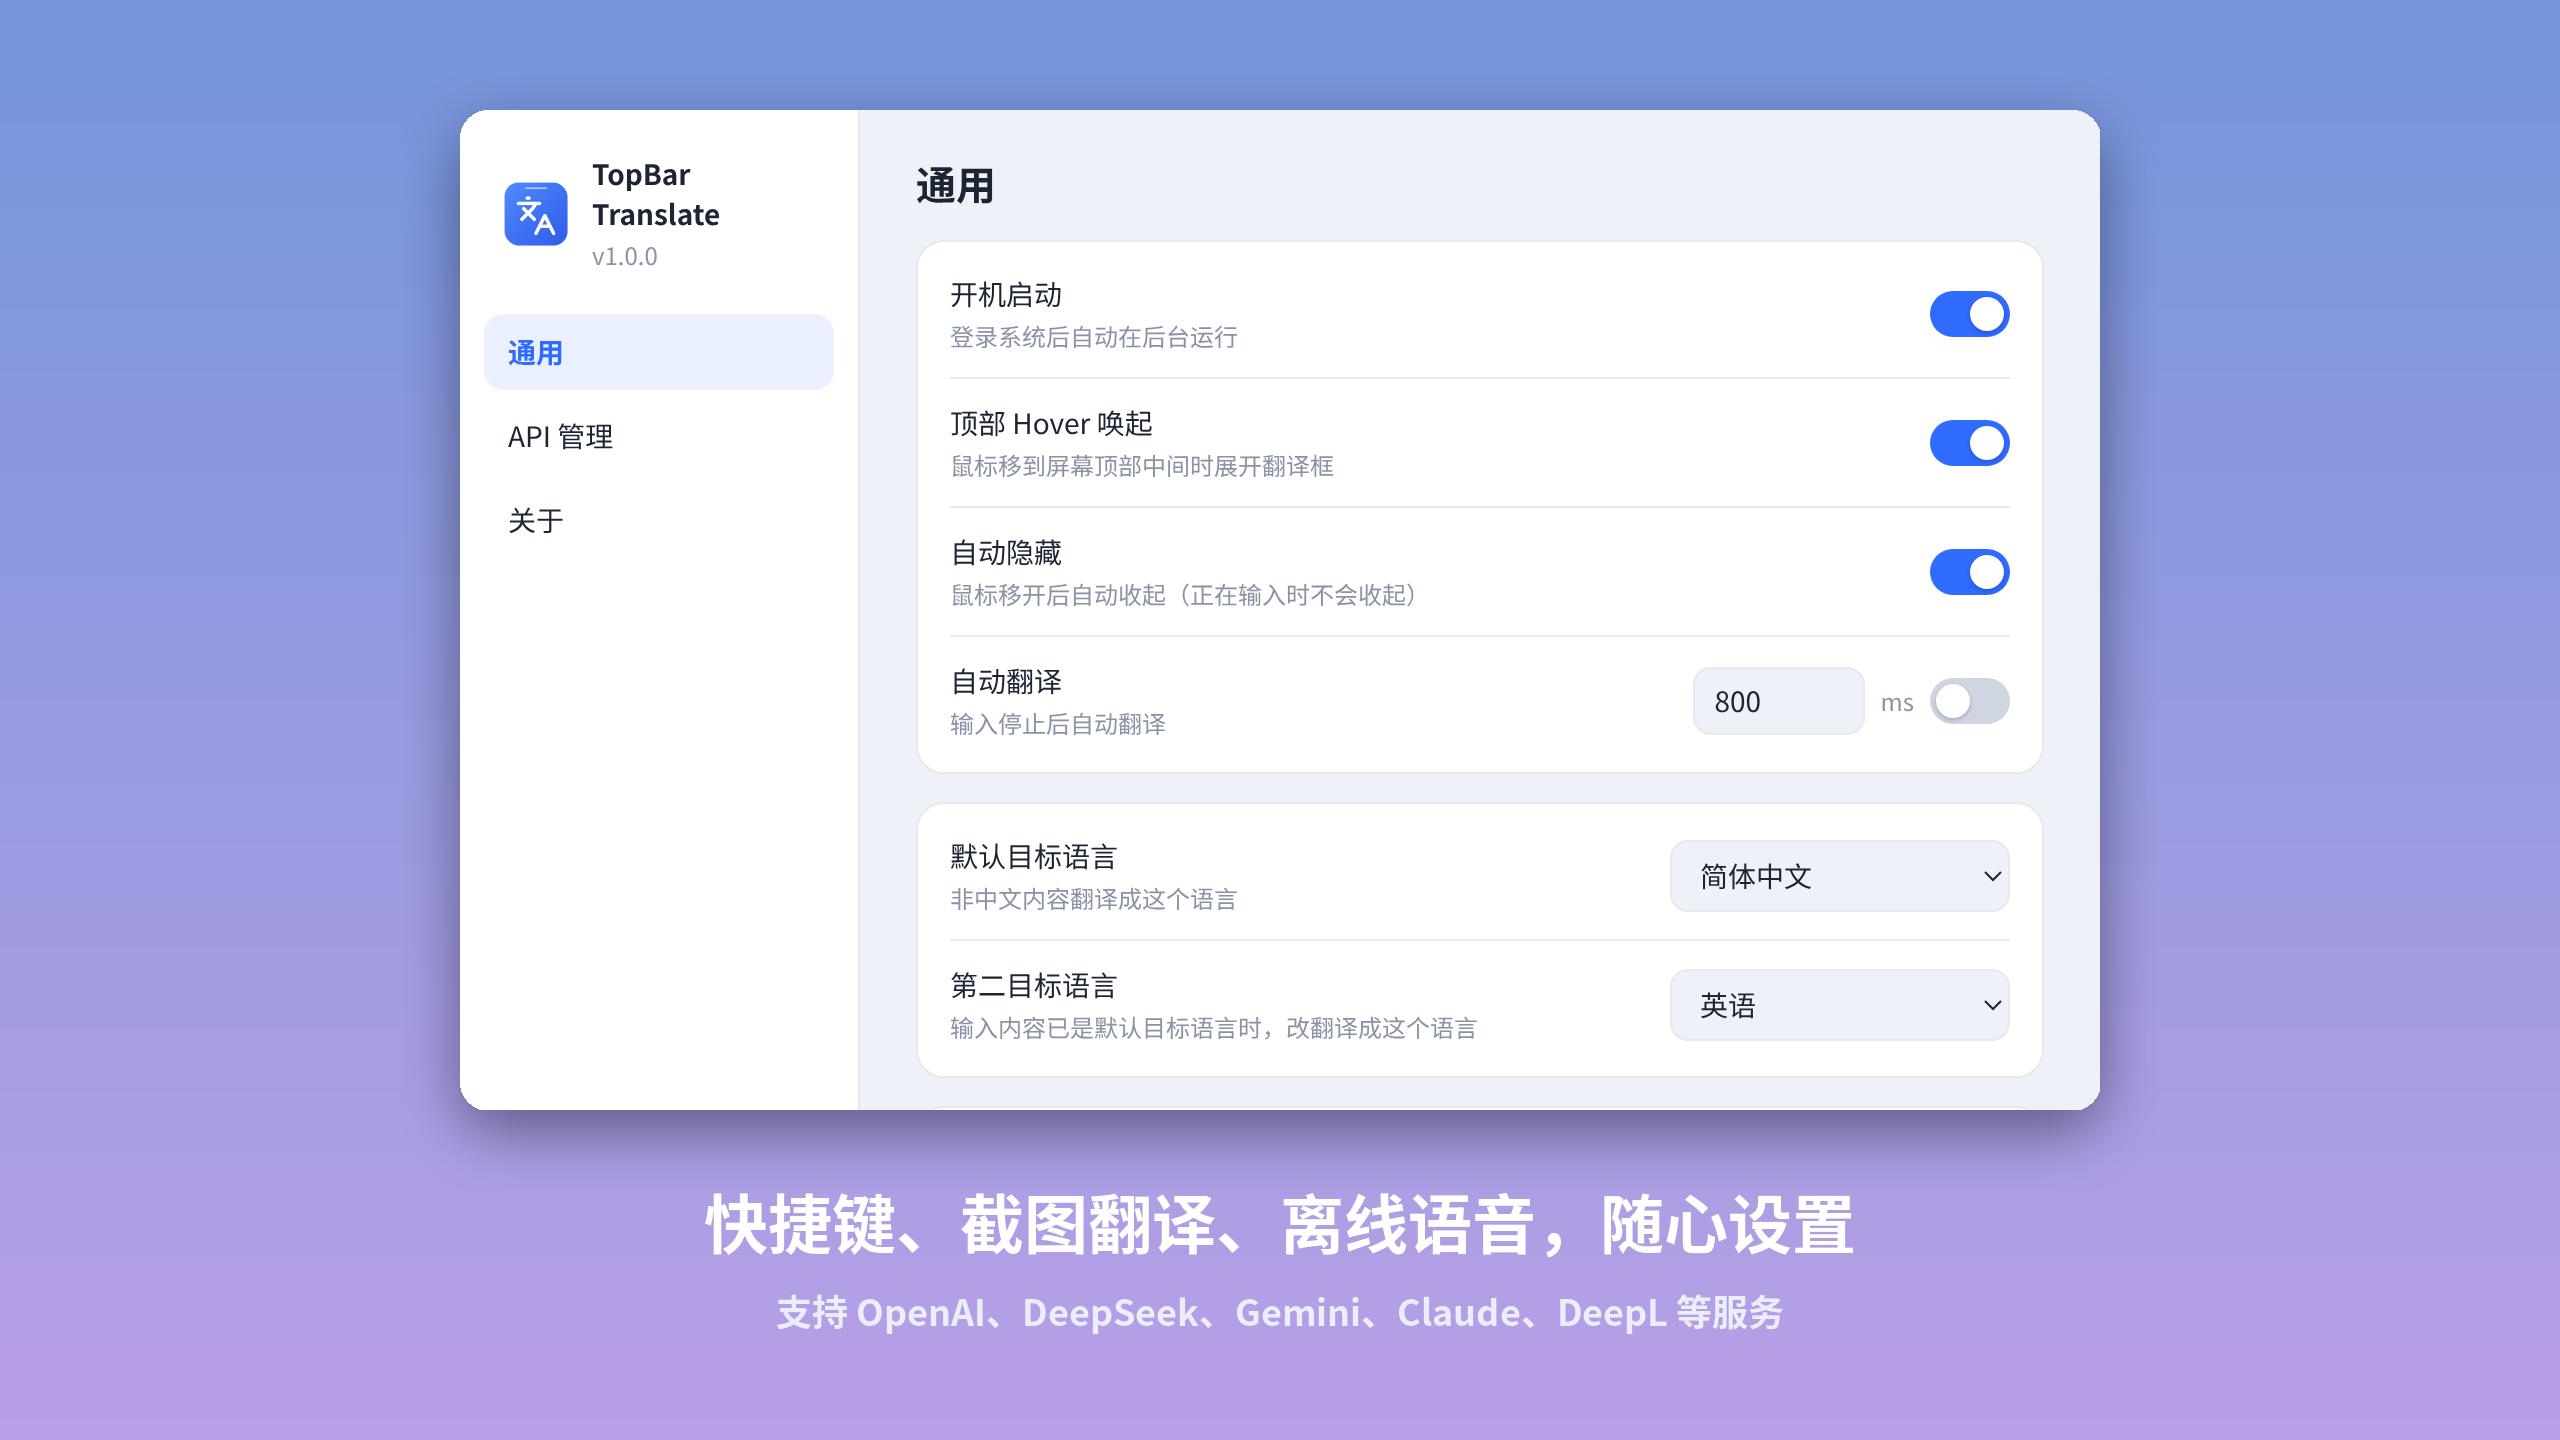 TopBar
Translate
v1.0.0
通用
API 管理
关于
通用
开机启动
登录系统后自动在后台运行
顶部 Hover 唤起
鼠标移到屏幕顶部中间时展开翻译框
自动隐藏
鼠标移开后自动收起（正在输入时不会收起）
自动翻译
输入停止后自动翻译
800
ms
默认目标语言
非中文内容翻译成这个语言
简体中文
第二目标语言
输入内容已是默认目标语言时，改翻译成这个语言
英语
快捷键、截图翻译、离线语音，随心设置
支持 OpenAI、DeepSeek、Gemini、Claude、DeepL 等服务